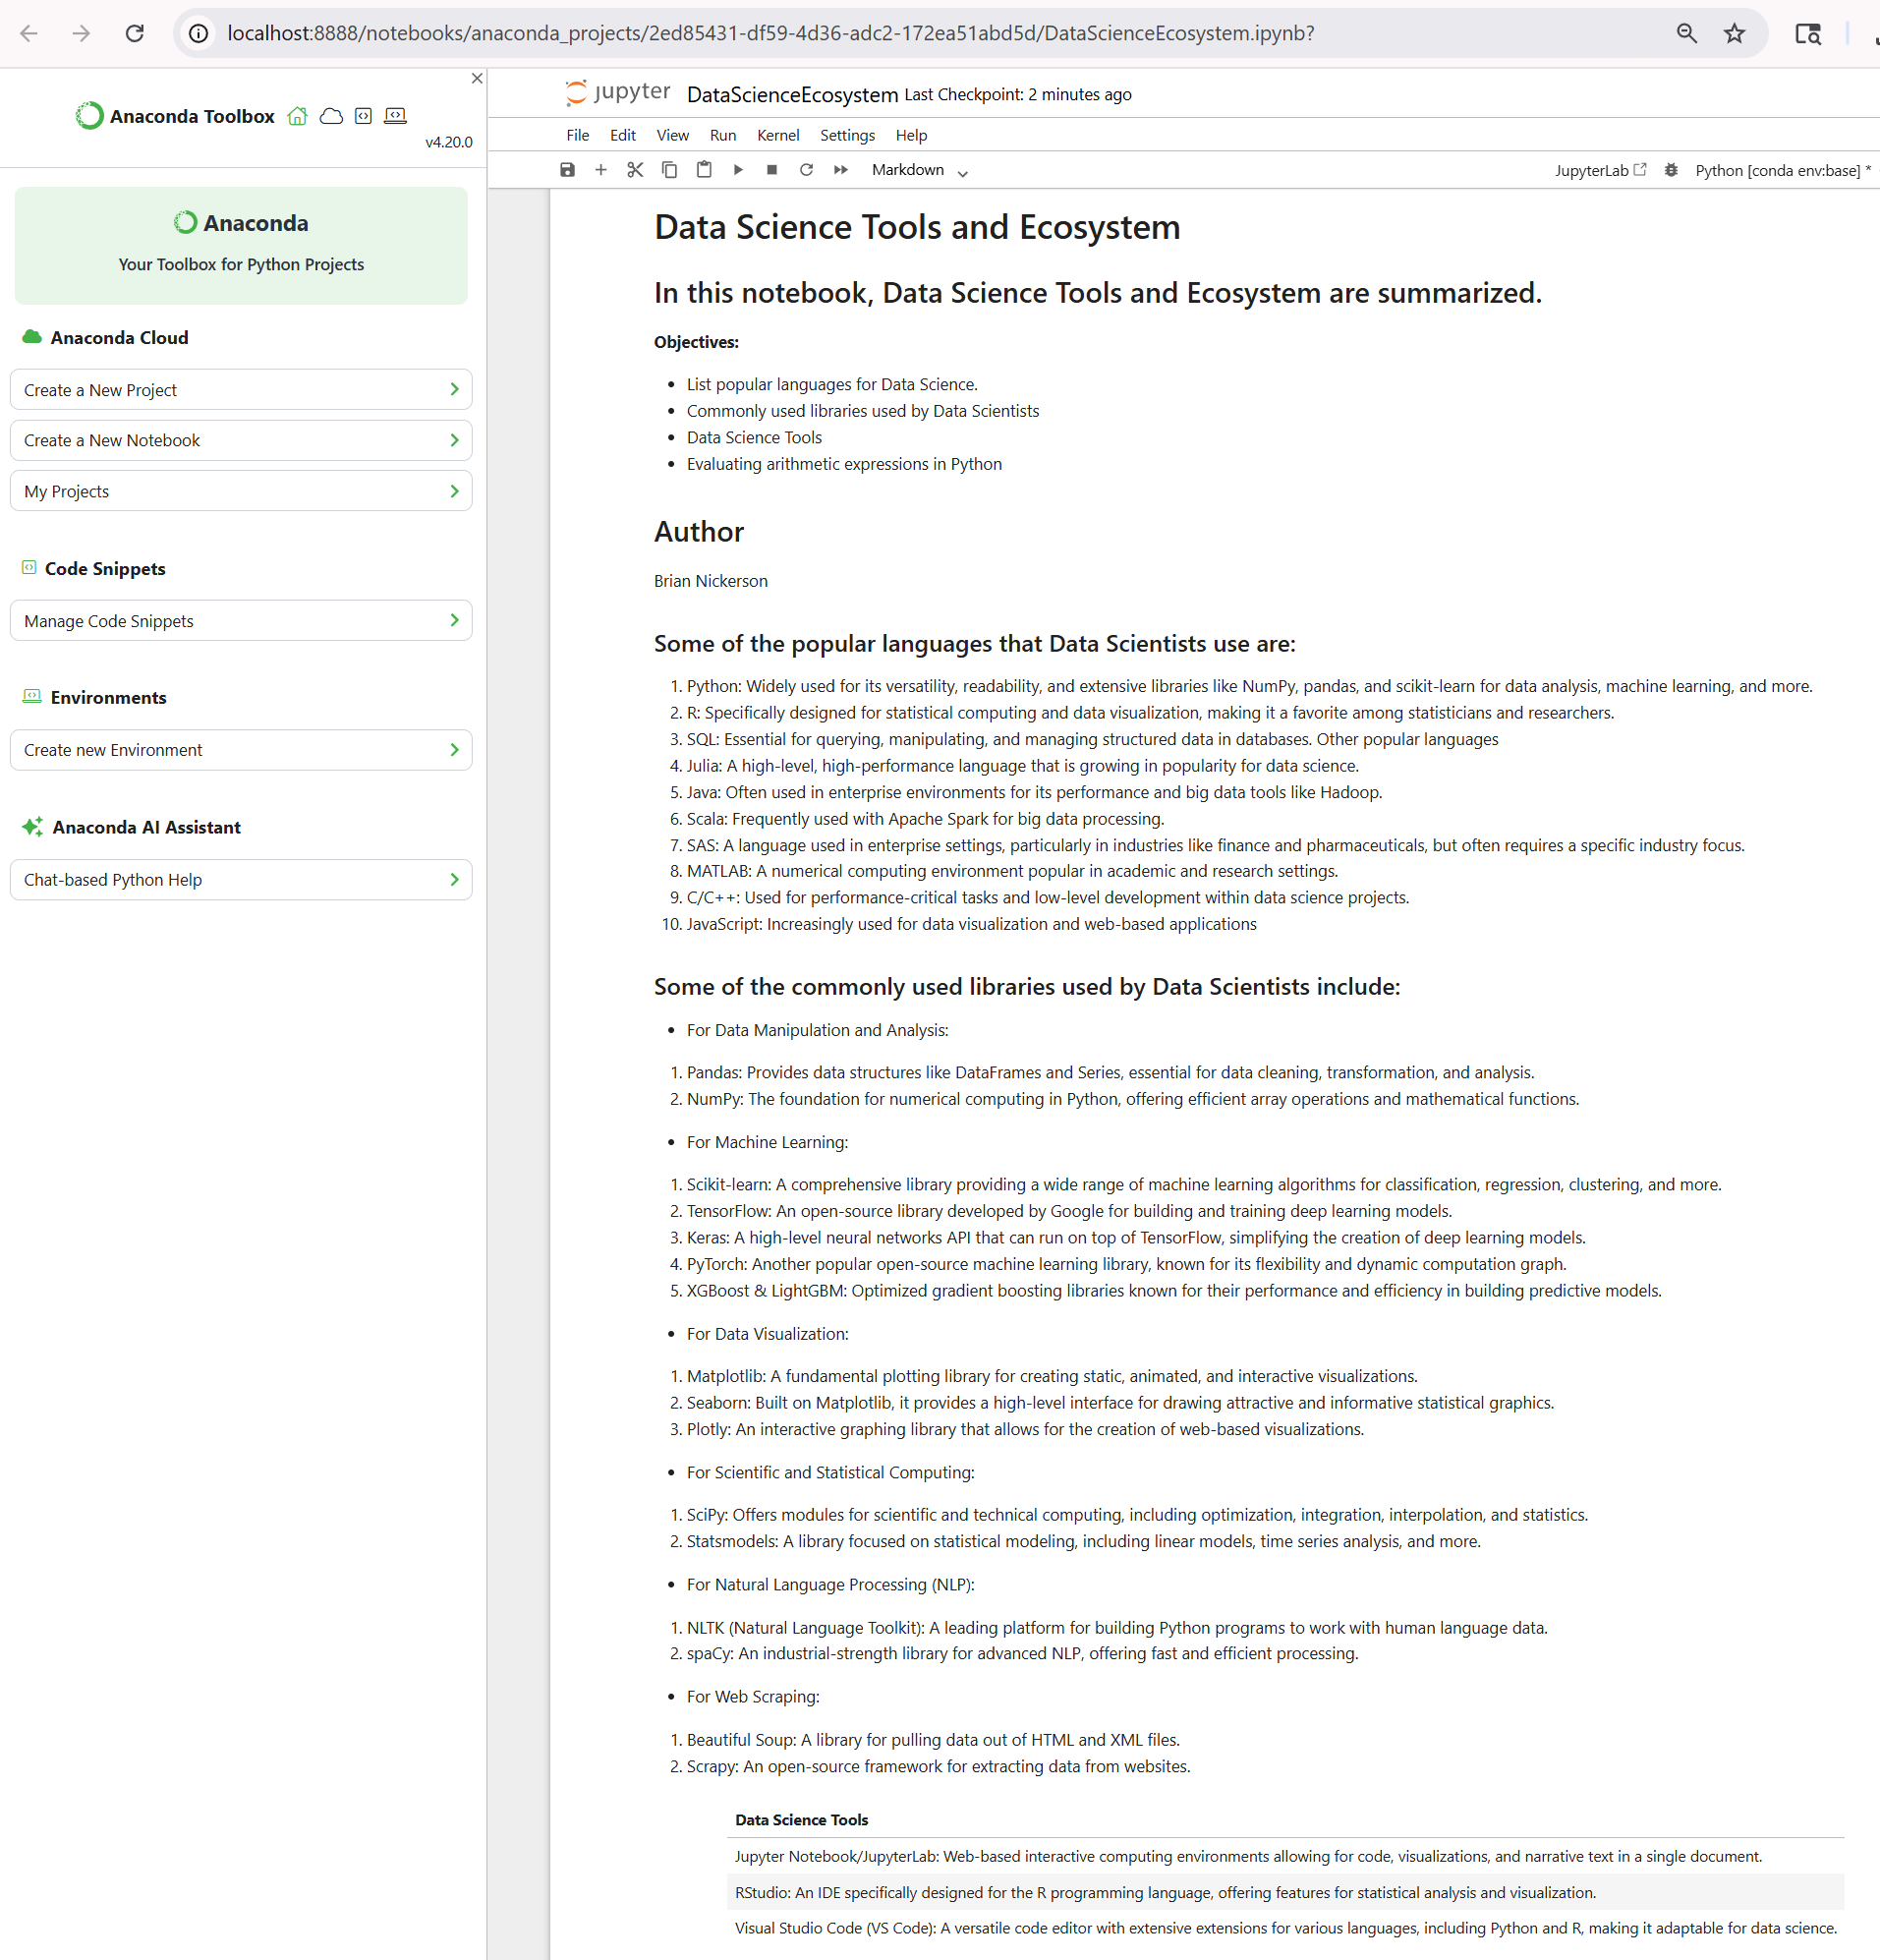 localhost:8888/notebooks/anaconda_projects/2ed85431-df59-4d36-adc2-172ea51abd5d/DataScienceEcosystem.ipynb?
Anaconda Toolbox
v4.20.0
Anaconda
Your Toolbox for Python Projects
Anaconda Cloud
Create a New Project
Create a New Notebook
My Projects
Code Snippets
Manage Code Snippets
Environments
Create new Environment
Anaconda AI Assistant
Chat-based Python Help
jupyter DataScienceEcosystem Last Checkpoint: 2 minutes ago
File Edit View Run Kernel Settings Help
Markdown JupyterLab Python [conda env:base] *
Data Science Tools and Ecosystem
In this notebook, Data Science Tools and Ecosystem are summarized.
Objectives:
• List popular languages for Data Science.
• Commonly used libraries used by Data Scientists
• Data Science Tools
• Evaluating arithmetic expressions in Python
Author
Brian Nickerson
Some of the popular languages that Data Scientists use are:
1. Python: Widely used for its versatility, readability, and extensive libraries like NumPy, pandas, and scikit-learn for data analysis, machine learning, and more.
2. R: Specifically designed for statistical computing and data visualization, making it a favorite among statisticians and researchers.
3. SQL: Essential for querying, manipulating, and managing structured data in databases. Other popular languages
4. Julia: A high-level, high-performance language that is growing in popularity for data science.
5. Java: Often used in enterprise environments for its performance and big data tools like Hadoop.
6. Scala: Frequently used with Apache Spark for big data processing.
7. SAS: A language used in enterprise settings, particularly in industries like finance and pharmaceuticals, but often requires a specific industry focus.
8. MATLAB: A numerical computing environment popular in academic and research settings.
9. C/C++: Used for performance-critical tasks and low-level development within data science projects.
10. JavaScript: Increasingly used for data visualization and web-based applications
Some of the commonly used libraries used by Data Scientists include:
• For Data Manipulation and Analysis:
1. Pandas: Provides data structures like DataFrames and Series, essential for data cleaning, transformation, and analysis.
2. NumPy: The foundation for numerical computing in Python, offering efficient array operations and mathematical functions.
• For Machine Learning:
1. Scikit-learn: A comprehensive library providing a wide range of machine learning algorithms for classification, regression, clustering, and more.
2. TensorFlow: An open-source library developed by Google for building and training deep learning models.
3. Keras: A high-level neural networks API that can run on top of TensorFlow, simplifying the creation of deep learning models.
4. PyTorch: Another popular open-source machine learning library, known for its flexibility and dynamic computation graph.
5. XGBoost & LightGBM: Optimized gradient boosting libraries known for their performance and efficiency in building predictive models.
• For Data Visualization:
1. Matplotlib: A fundamental plotting library for creating static, animated, and interactive visualizations.
2. Seaborn: Built on Matplotlib, it provides a high-level interface for drawing attractive and informative statistical graphics.
3. Plotly: An interactive graphing library that allows for the creation of web-based visualizations.
• For Scientific and Statistical Computing:
1. SciPy: Offers modules for scientific and technical computing, including optimization, integration, interpolation, and statistics.
2. Statsmodels: A library focused on statistical modeling, including linear models, time series analysis, and more.
• For Natural Language Processing (NLP):
1. NLTK (Natural Language Toolkit): A leading platform for building Python programs to work with human language data.
2. spaCy: An industrial-strength library for advanced NLP, offering fast and efficient processing.
• For Web Scraping:
1. Beautiful Soup: A library for pulling data out of HTML and XML files.
2. Scrapy: An open-source framework for extracting data from websites.
Data Science Tools
Jupyter Notebook/JupyterLab: Web-based interactive computing environments allowing for code, visualizations, and narrative text in a single document.
RStudio: An IDE specifically designed for the R programming language, offering features for statistical analysis and visualization.
Visual Studio Code (VS Code): A versatile code editor with extensive extensions for various languages, including Python and R, making it adaptable for data science.